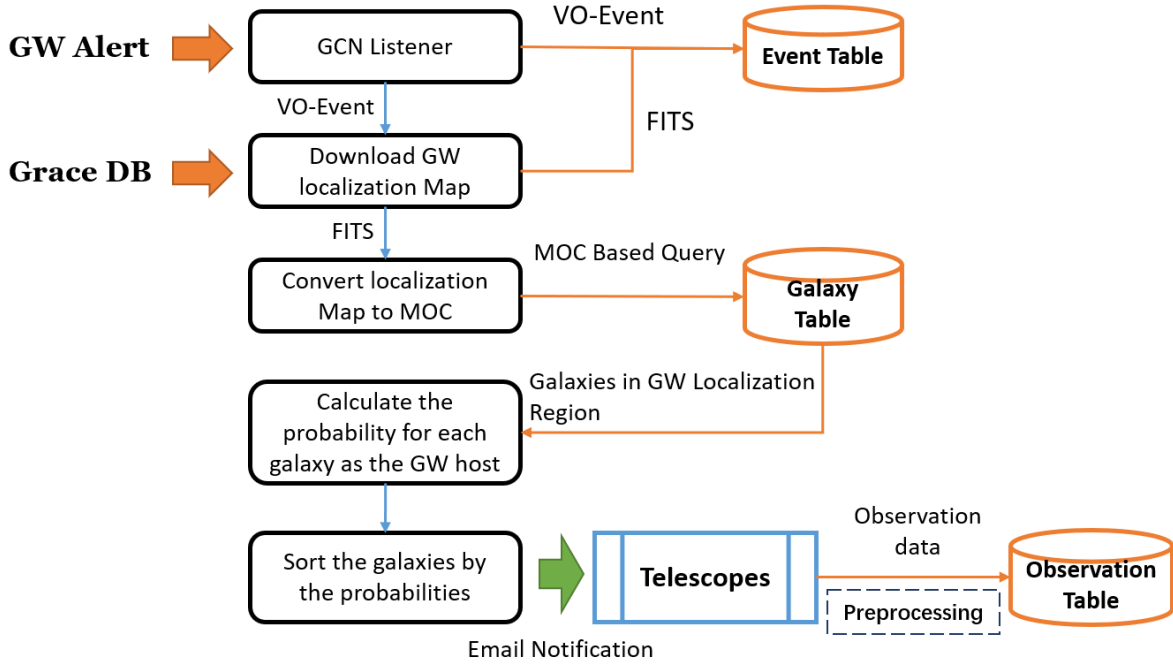 VO-Event
GW Alert
GCN Listener
Event Table
VO-Event
FITS
Grace DB
Download GW
localization Map
FITS
MOC Based Query
Convert localization
Map to MOC
Galaxy
Table
Galaxies in GW Localization
Region
Calculate the
probability for each
galaxy as the GW host
Observation
data
Sort the galaxies by
the probabilities
Telescopes
Observation
Table
Preprocessing
Email Notification